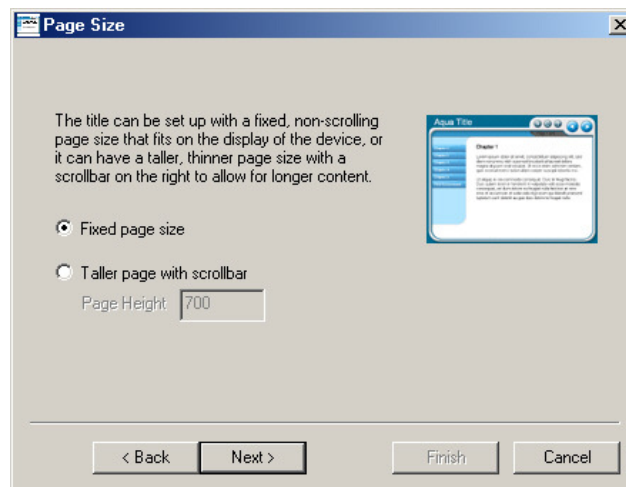 Page Size
The title can be set up with a fixed, non-scrolling
page size that fits on the display of the device, or
it can have a taller, thinner page size with a
scrollbar on the right to allow for longer content.
Aqua Title
Chapter 1
Fixed page size
Taller page with scrollbar
Page Height 700
< Back Next > Finish Cancel